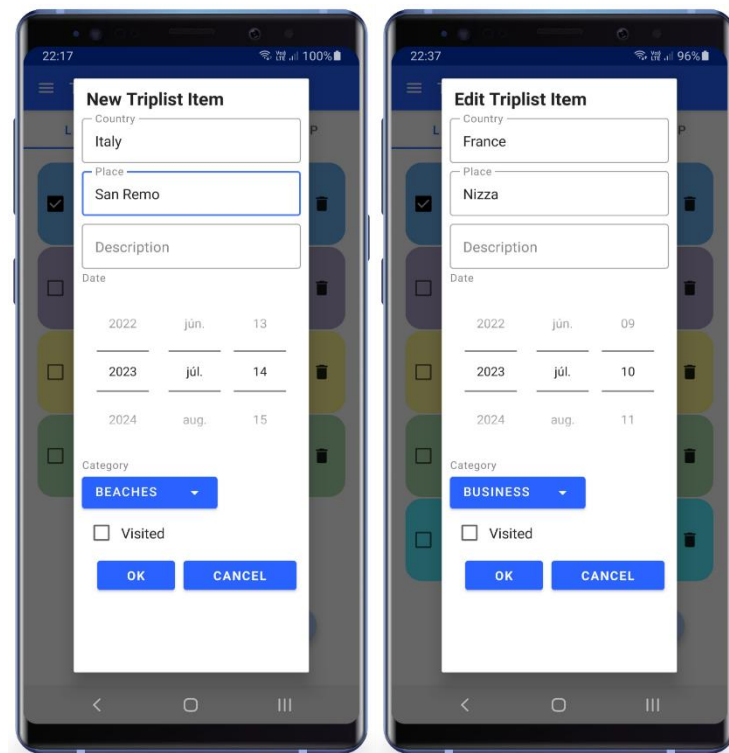 22:17
100%
New Triplist Item
Country
Italy
Place
San Remo
Description
Date
2022 jún. 13
2023 júl. 14
2024 aug. 15
Category
BEACHES
Visited
OK CANCEL
22:37
96%
Edit Triplist Item
Country
France
Place
Nizza
Description
Date
2022 jún. 09
2023 júl. 10
2024 aug. 11
Category
BUSINESS
Visited
OK CANCEL